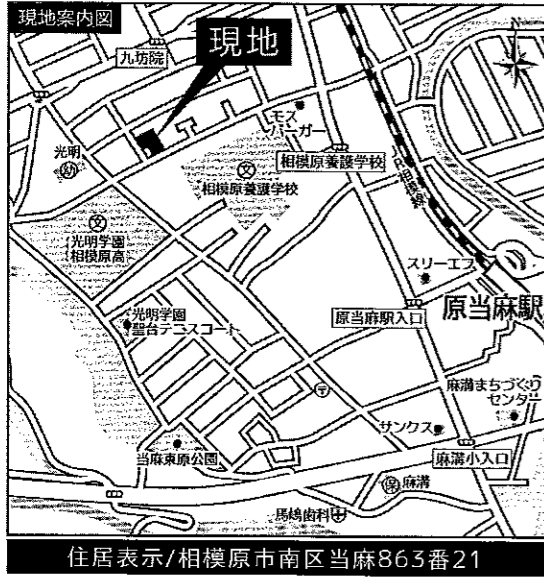 現地案内図
九坊院
現地
N
モス
バーガー
光明
幼
文
相模原養護学校
相模原養護学校
JR相模線
文
光明学園
相模原高
スリーエフ
原当麻駅
光明学園
聖台テニスコート
原当麻駅入口
〒
麻溝まちづくり
センター
サンクス
当麻東原公園
麻溝小入口
保
麻溝
馬嶋歯科
住居表示/相模原市南区当麻863番21